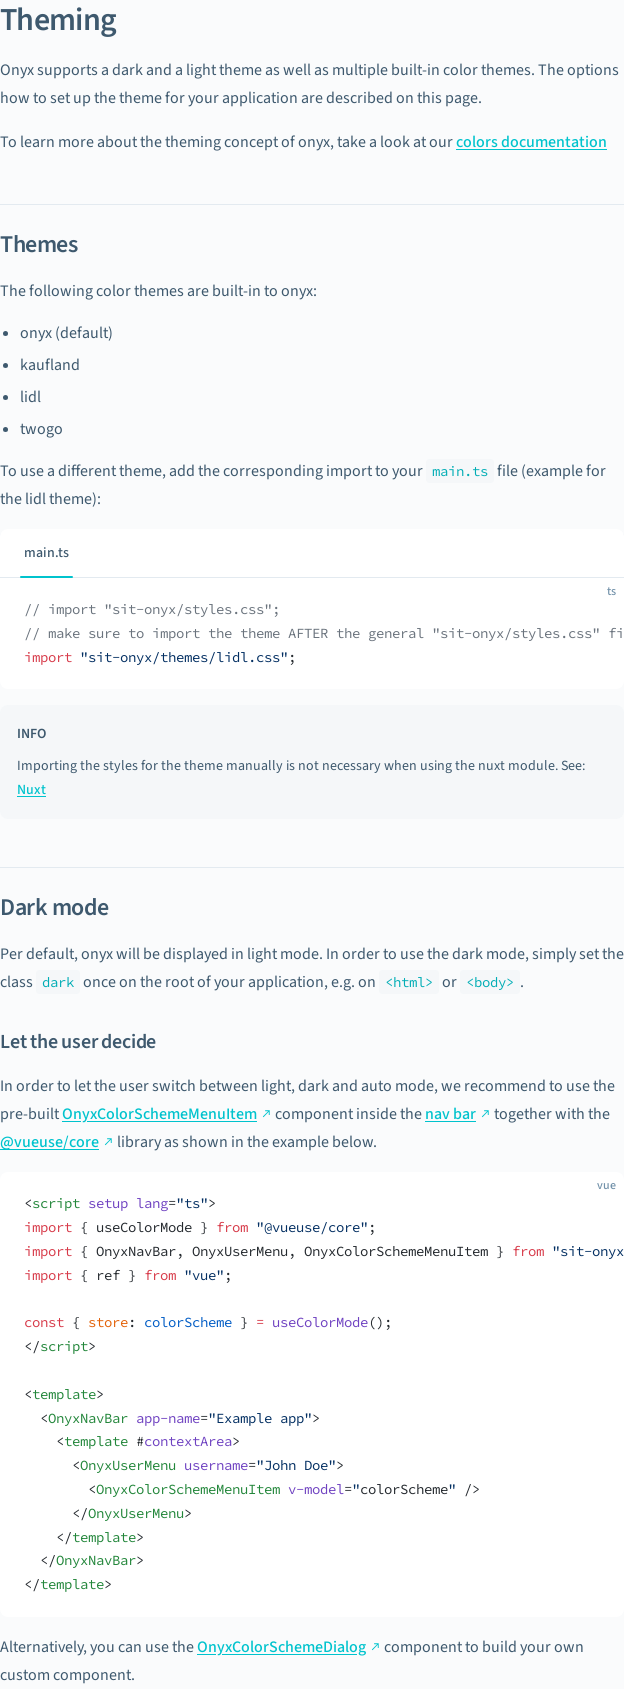 Theming
Onyx supports a dark and a light theme as well as multiple built-in color themes. The options
how to set up the theme for your application are described on this page.
To learn more about the theming concept of onyx, take a look at our colors documentation
Themes
The following color themes are built-in to onyx:
• onyx (default)
• kaufland
• lidl
• twogo
To use a different theme, add the corresponding import to your main.ts file (example for
the lidl theme):
main.ts
ts
// import "sit-onyx/styles.css";
// make sure to import the theme AFTER the general "sit-onyx/styles.css" fi
import "sit-onyx/themes/lidl.css";
INFO
Importing the styles for the theme manually is not necessary when using the nuxt module. See:
Nuxt
Dark mode
Per default, onyx will be displayed in light mode. In order to use the dark mode, simply set the
class dark once on the root of your application, e.g. on <html> or <body>.
Let the user decide
In order to let the user switch between light, dark and auto mode, we recommend to use the
pre-built OnyxColorSchemeMenuItem ↗ component inside the nav bar ↗ together with the
@vueuse/core ↗ library as shown in the example below.
vue
<script setup lang="ts">
import { useColorMode } from "@vueuse/core";
import { OnyxNavBar, OnyxUserMenu, OnyxColorSchemeMenuItem } from "sit-onyx
import { ref } from "vue";
const { store: colorScheme } = useColorMode();
</script>
<template>
  <OnyxNavBar app-name="Example app">
    <template #contextArea>
      <OnyxUserMenu username="John Doe">
        <OnyxColorSchemeMenuItem v-model="colorScheme" />
      </OnyxUserMenu>
    </template>
  </OnyxNavBar>
</template>
Alternatively, you can use the OnyxColorSchemeDialog ↗ component to build your own
custom component.